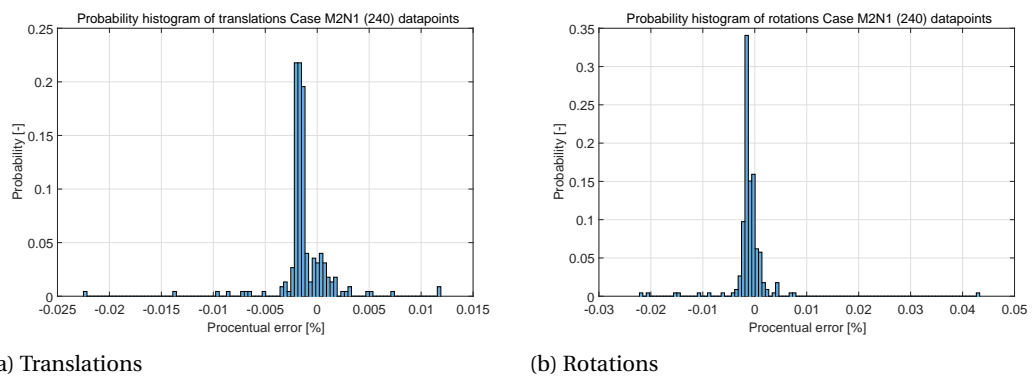 Probability histogram of translations Case M2N1 (240) datapoints
0.25
0.2
0.15
0.1
0.05
0
Probability [-]
-0.025 -0.02 -0.015 -0.01 -0.005 0 0.005 0.01 0.015
Procentual error [%]
a) Translations
Probability histogram of rotations Case M2N1 (240) datapoints
0.35
0.3
0.25
0.2
0.15
0.1
0.05
0
Probability [-]
-0.03 -0.02 -0.01 0 0.01 0.02 0.03 0.04 0.05
Procentual error [%]
(b) Rotations